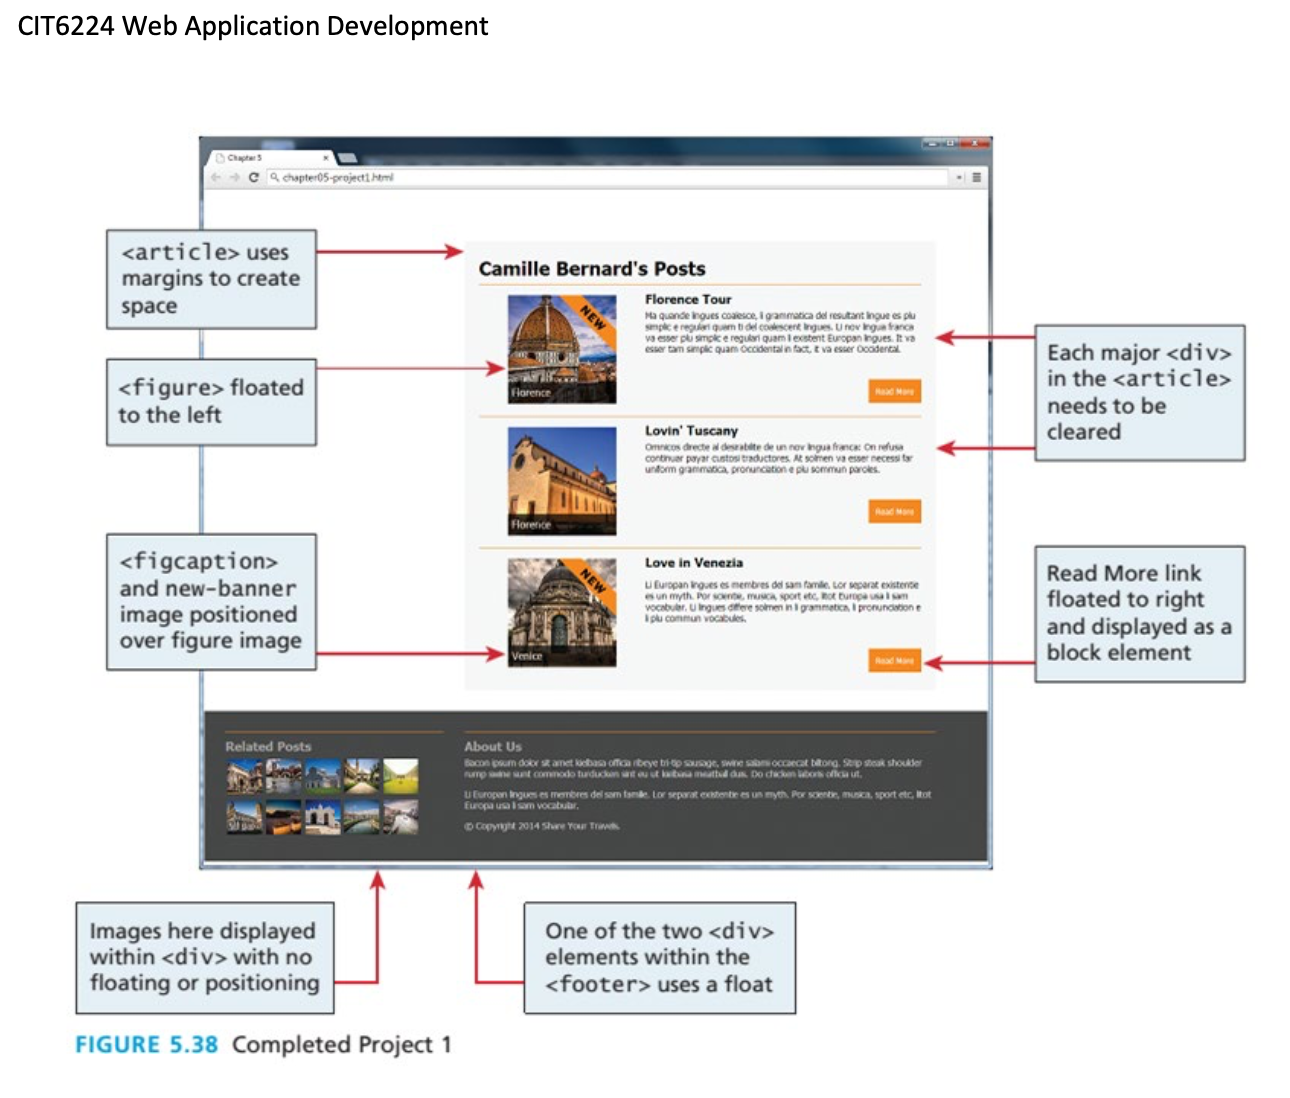 CIT6224 Web Application Development
Chapter 5
chapter05-project1.html
<article> uses
margins to create
space
<figure> floated
to the left
<figcaption>
and new-banner
image positioned
over figure image
Camille Bernard's Posts
NEW
Florence
Florence Tour
Ma quande lingues coalesce, li grammatica del resultant lingue es plu
simplic e regulari quam ti del coalescent lingues. Li nov lingua franca
va esser plu simplic e regulari quam li existent Europan lingues. It va
esser tam simplic quam Occidental in fact, it va esser Occidental.
Read More
Florence
Lovin' Tuscany
Omnicos directe al desirabilite de un nov lingua franca: On refusa
continuar payar custosi traductores. At solmen va esser necessi far
uniform grammatica, pronunciation e plu sommun paroles.
Read More
NEW
Venice
Love in Venezia
Li Europan lingues es membres del sam familie. Lor separat existentie
es un myth. Por scientie, musica, sport etc, litot Europa usa li sam
vocabular. Li lingues differe solmen in li grammatica, li pronunciation e
li plu commun vocabules.
Read More
Each major <div>
in the <article>
needs to be
cleared
Read More link
floated to right
and displayed as a
block element
Related Posts
About Us
Bacon ipsum dolor sit amet kielbasa officia ribeye tri-tip sausage, swine salami occaecat biltong. Strip steak shoulder
rump swine sunt commodo turducken sint eu ut kielbasa meatball duis. Do chicken laboris officia ut.
Li Europan lingues es membres del sam familie. Lor separat existentie es un myth. Por scientie, musica, sport etc, litot
Europa usa li sam vocabular.
© Copyright 2014 Share Your Travels.
Images here displayed
within <div> with no
floating or positioning
One of the two <div>
elements within the
<footer> uses a float
FIGURE 5.38 Completed Project 1